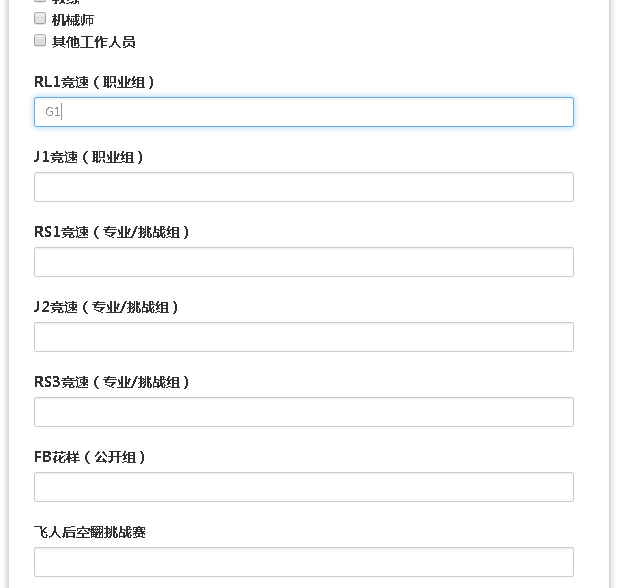 机械师
其他工作人员
RL1竞速（职业组）
G1
J1竞速（职业组）
RS1竞速（专业/挑战组）
J2竞速（专业/挑战组）
RS3竞速（专业/挑战组）
FB花样（公开组）
飞人后空翻挑战赛